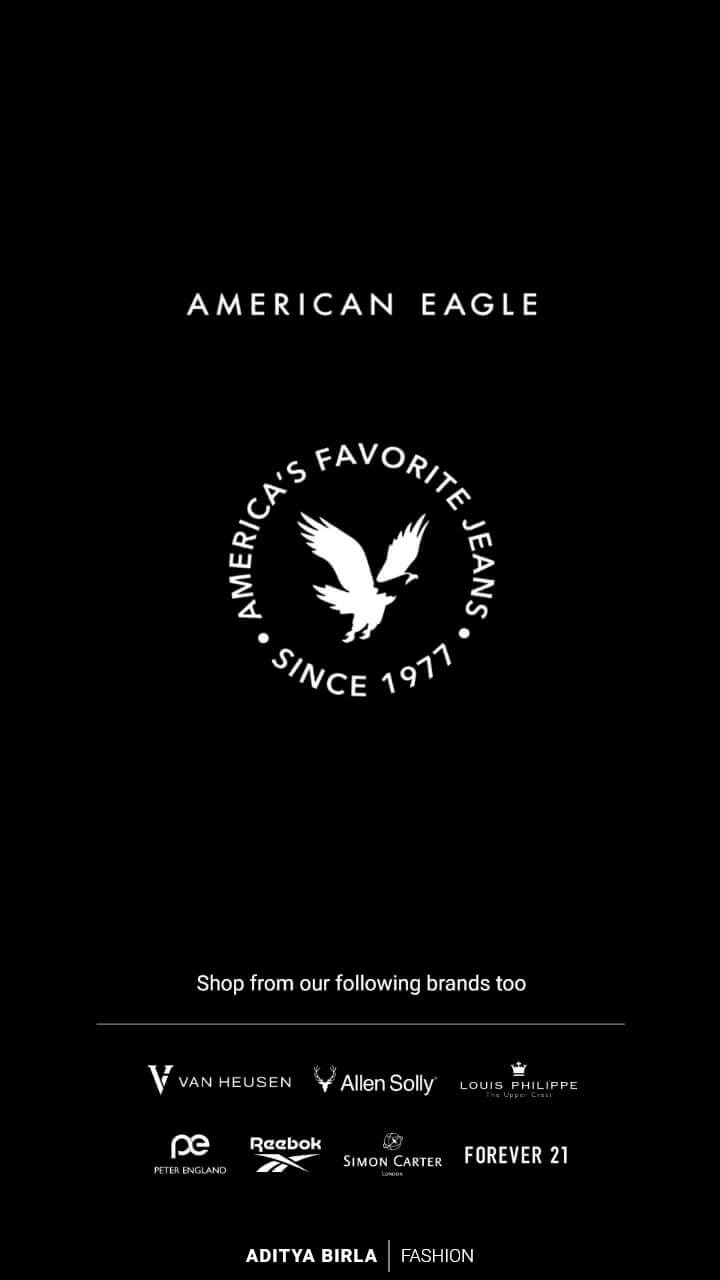 AMERICAN EAGLE
AMERICA'S FAVORITE JEANS
• SINCE 1977 •
Shop from our following brands too
VAN HEUSEN
Allen Solly
LOUIS PHILIPPE
The Upper Crest
PETER ENGLAND
Reebok
SIMON CARTER
LONDON
FOREVER 21
ADITYA BIRLA | FASHION